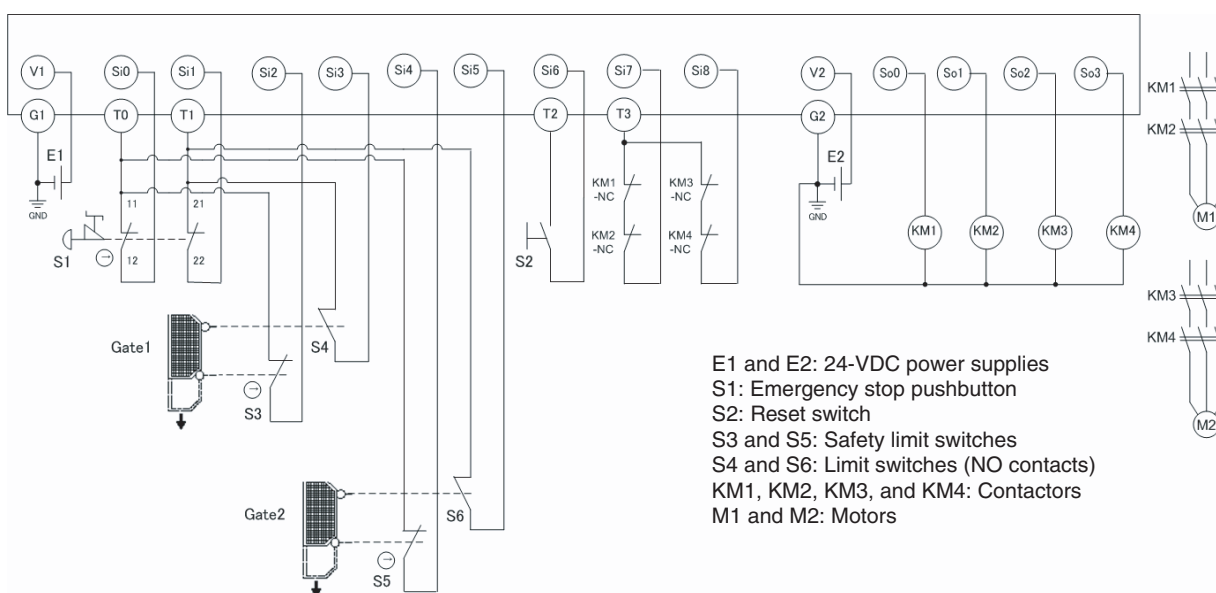 V1 Si0 Si1 Si2 Si3 Si4 Si5 Si6 Si7 Si8 V2 So0 So1 So2 So3
G1 T0 T1 T2 T3 G2
KM1
KM2
E1
GND
11 21
12 22
S1
S2
KM1
-NC
KM3
-NC
KM2
-NC
KM4
-NC
E2
GND
KM1 KM2 KM3 KM4
M1
KM3
KM4
M2
Gate1
S4
S3
Gate2
S6
S5
E1 and E2: 24-VDC power supplies
S1: Emergency stop pushbutton
S2: Reset switch
S3 and S5: Safety limit switches
S4 and S6: Limit switches (NO contacts)
KM1, KM2, KM3, and KM4: Contactors
M1 and M2: Motors